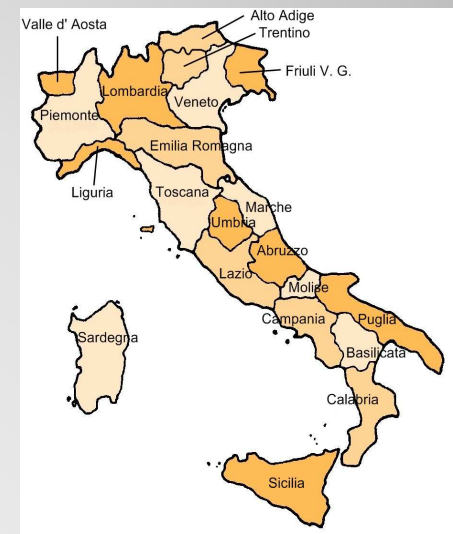 Alto Adige
Valle d' Aosta
Trentino
Friuli V. G.
Lombardia
Veneto
Piemonte
Emilia Romagna
Liguria
Toscana
Marche
Umbria
Abruzzo
Lazio
Molise
Campania
Puglia
Sardegna
Basilicata
Calabria
Sicilia